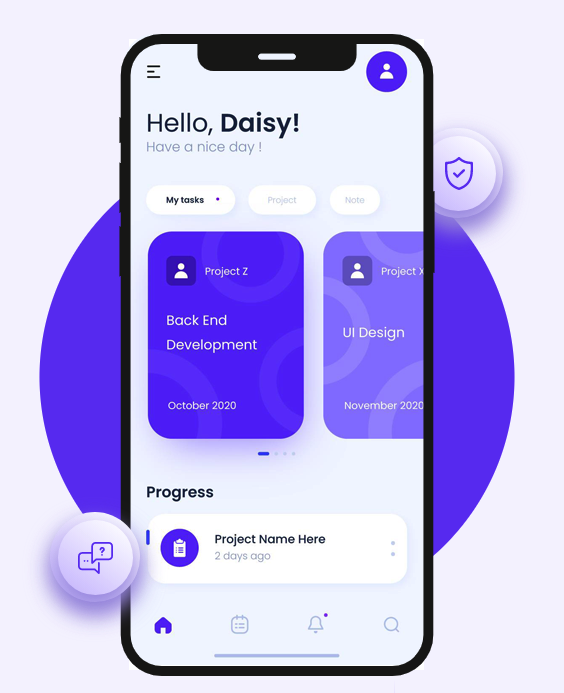 Hello, Daisy!
Have a nice day !
My tasks
Project
Note
Project Z
Back End
Development
October 2020
Project X
UI Design
November 2020
Progress
Project Name Here
2 days ago
?